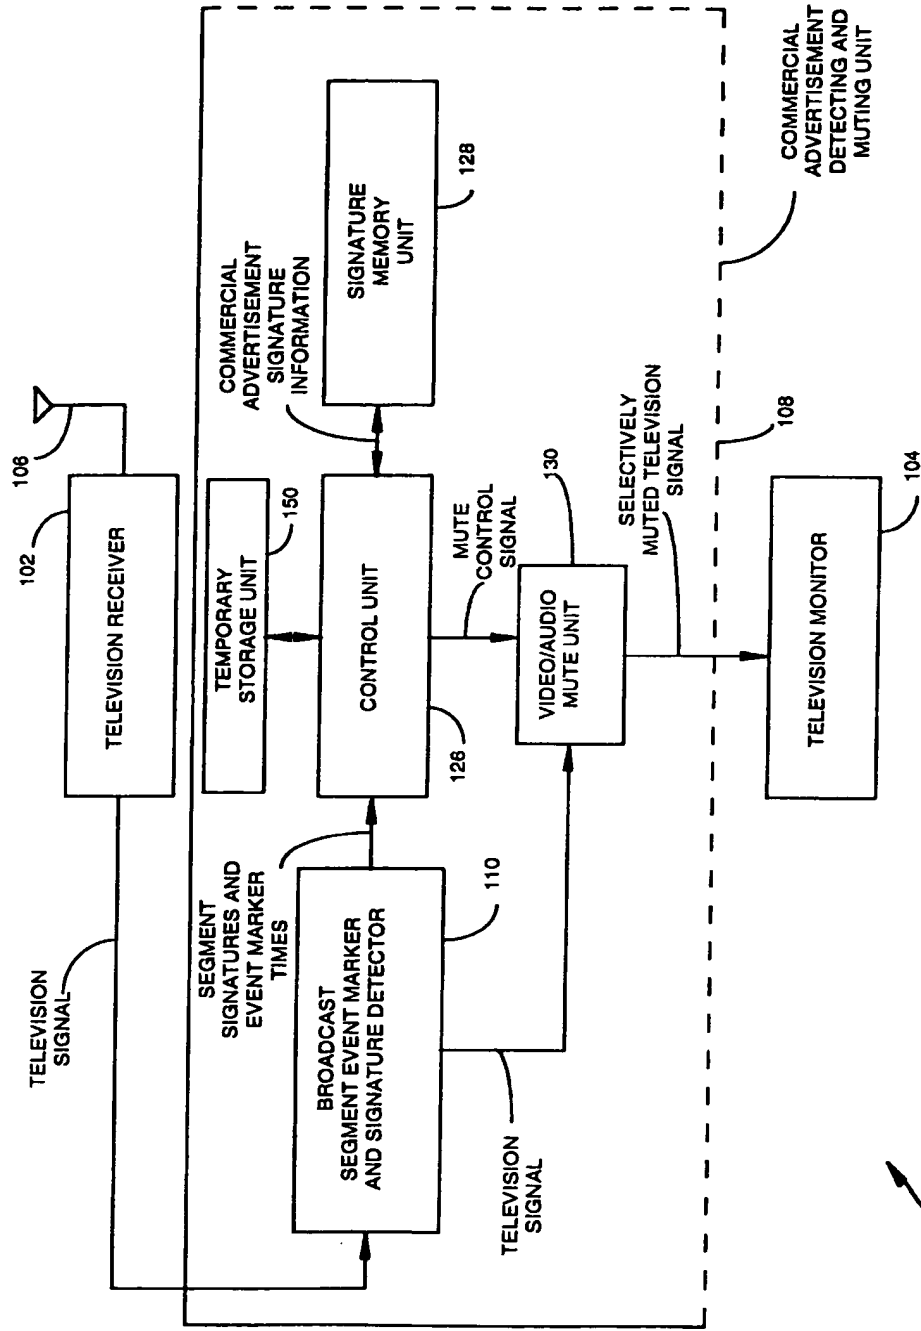 106
102
TELEVISION RECEIVER
TELEVISION
SIGNAL
TEMPORARY
STORAGE UNIT
150
COMMERCIAL
ADVERTISEMENT
SIGNATURE
INFORMATION
SIGNATURE
MEMORY
UNIT
128
CONTROL UNIT
126
SEGMENT
SIGNATURES AND
EVENT MARKER
TIMES
BROADCAST
SEGMENT EVENT MARKER
AND SIGNATURE DETECTOR
110
MUTE
CONTROL
SIGNAL
130
VIDEO/AUDIO
MUTE UNIT
TELEVISION
SIGNAL
SELECTIVELY
MUTED TELEVISION
SIGNAL
108
COMMERCIAL
ADVERTISEMENT
DETECTING AND
MUTING UNIT
TELEVISION MONITOR
104